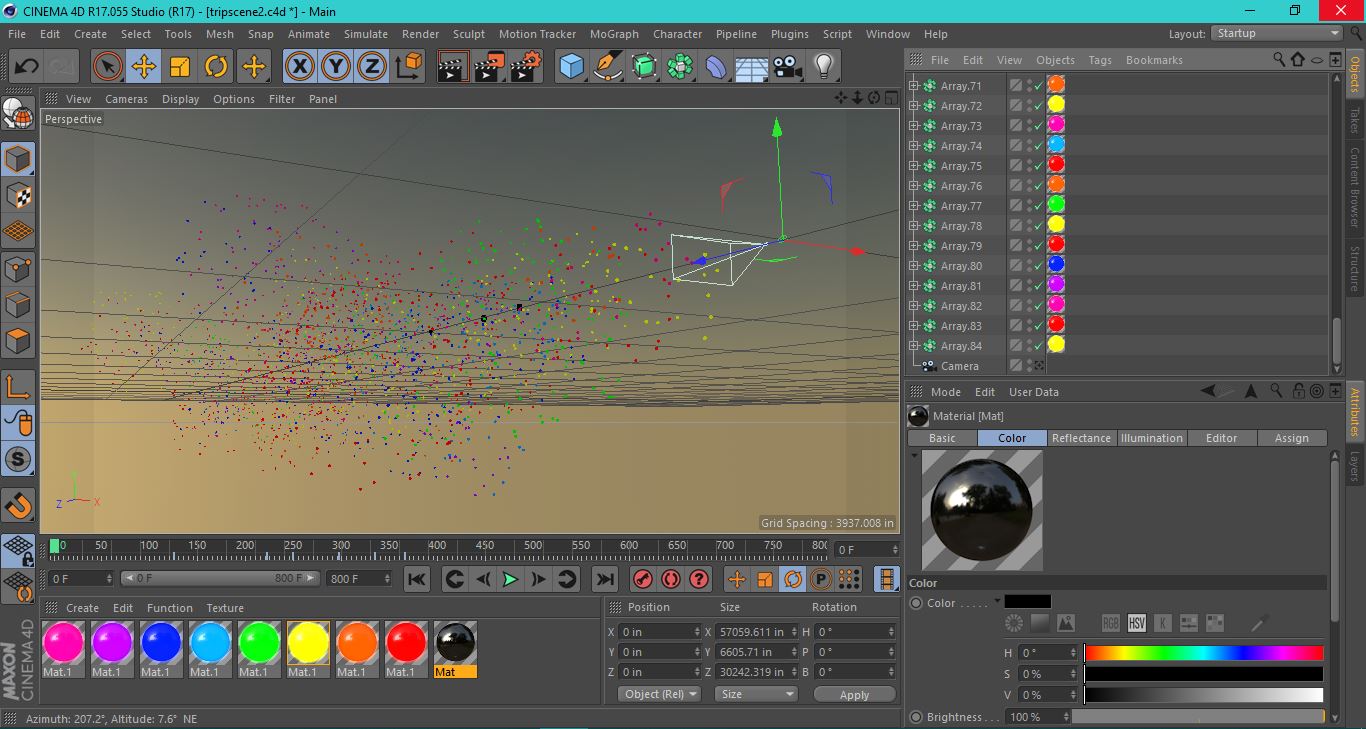 CINEMA 4D R17.055 Studio (R17) - [tripscene2.c4d *] - Main
File Edit Create Select Tools Mesh Snap Animate Simulate Render Sculpt Motion Tracker MoGraph Character Pipeline Plugins Script Window Help Layout: Startup
X Y Z
View Cameras Display Options Filter Panel
Perspective
Grid Spacing : 3937.008 in
Z X
File Edit View Objects Tags Bookmarks
Array.71
Array.72
Array.73
Array.74
Array.75
Array.76
Array.77
Array.78
Array.79
Array.80
Array.81
Array.82
Array.83
Array.84
Camera
Objects
Takes
Content Browser
Structure
Mode Edit User Data
Material [Mat]
Basic Color Reflectance Illumination Editor Assign
Attributes
Layers
Color
Color . . . . .
RGB HSV K
H 0 °
S 0 %
V 0 %
Brightness . . . 100 %
0 50 100 150 200 250 300 350 400 450 500 550 600 650 700 750 800 0 F
0 F 0 F 800 F 800 F
Create Edit Function Texture
Mat.1 Mat.1 Mat.1 Mat.1 Mat.1 Mat.1 Mat.1 Mat.1 Mat
Position Size Rotation
X 0 in X 57059.611 in H 0 °
Y 0 in Y 6605.71 in P 0 °
Z 0 in Z 30242.319 in B 0 °
Object (Rel) Size Apply
MAXON
CINEMA 4D
Azimuth: 207.2°, Altitude: 7.6° NE